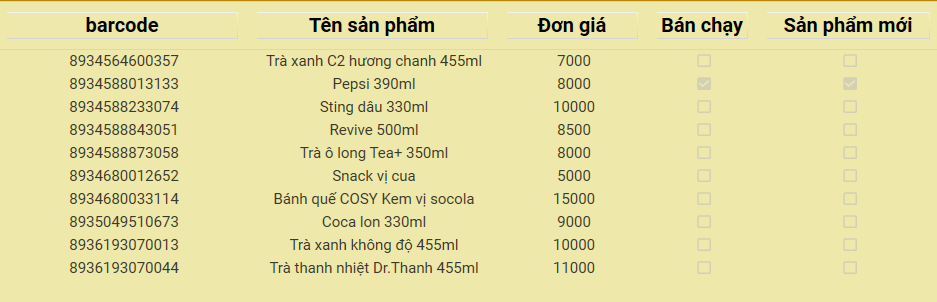 barcode Tên sản phẩm Đơn giá Bán chạy Sản phẩm mới
8934564600357 Trà xanh C2 hương chanh 455ml 7000
8934588013133 Pepsi 390ml 8000
8934588233074 Sting dâu 330ml 10000
8934588843051 Revive 500ml 8500
8934588873058 Trà ô long Tea+ 350ml 8000
8934680012652 Snack vị cua 5000
8934680033114 Bánh quế COSY Kem vị socola 15000
8935049510673 Coca lon 330ml 9000
8936193070013 Trà xanh không độ 455ml 10000
8936193070044 Trà thanh nhiệt Dr.Thanh 455ml 11000